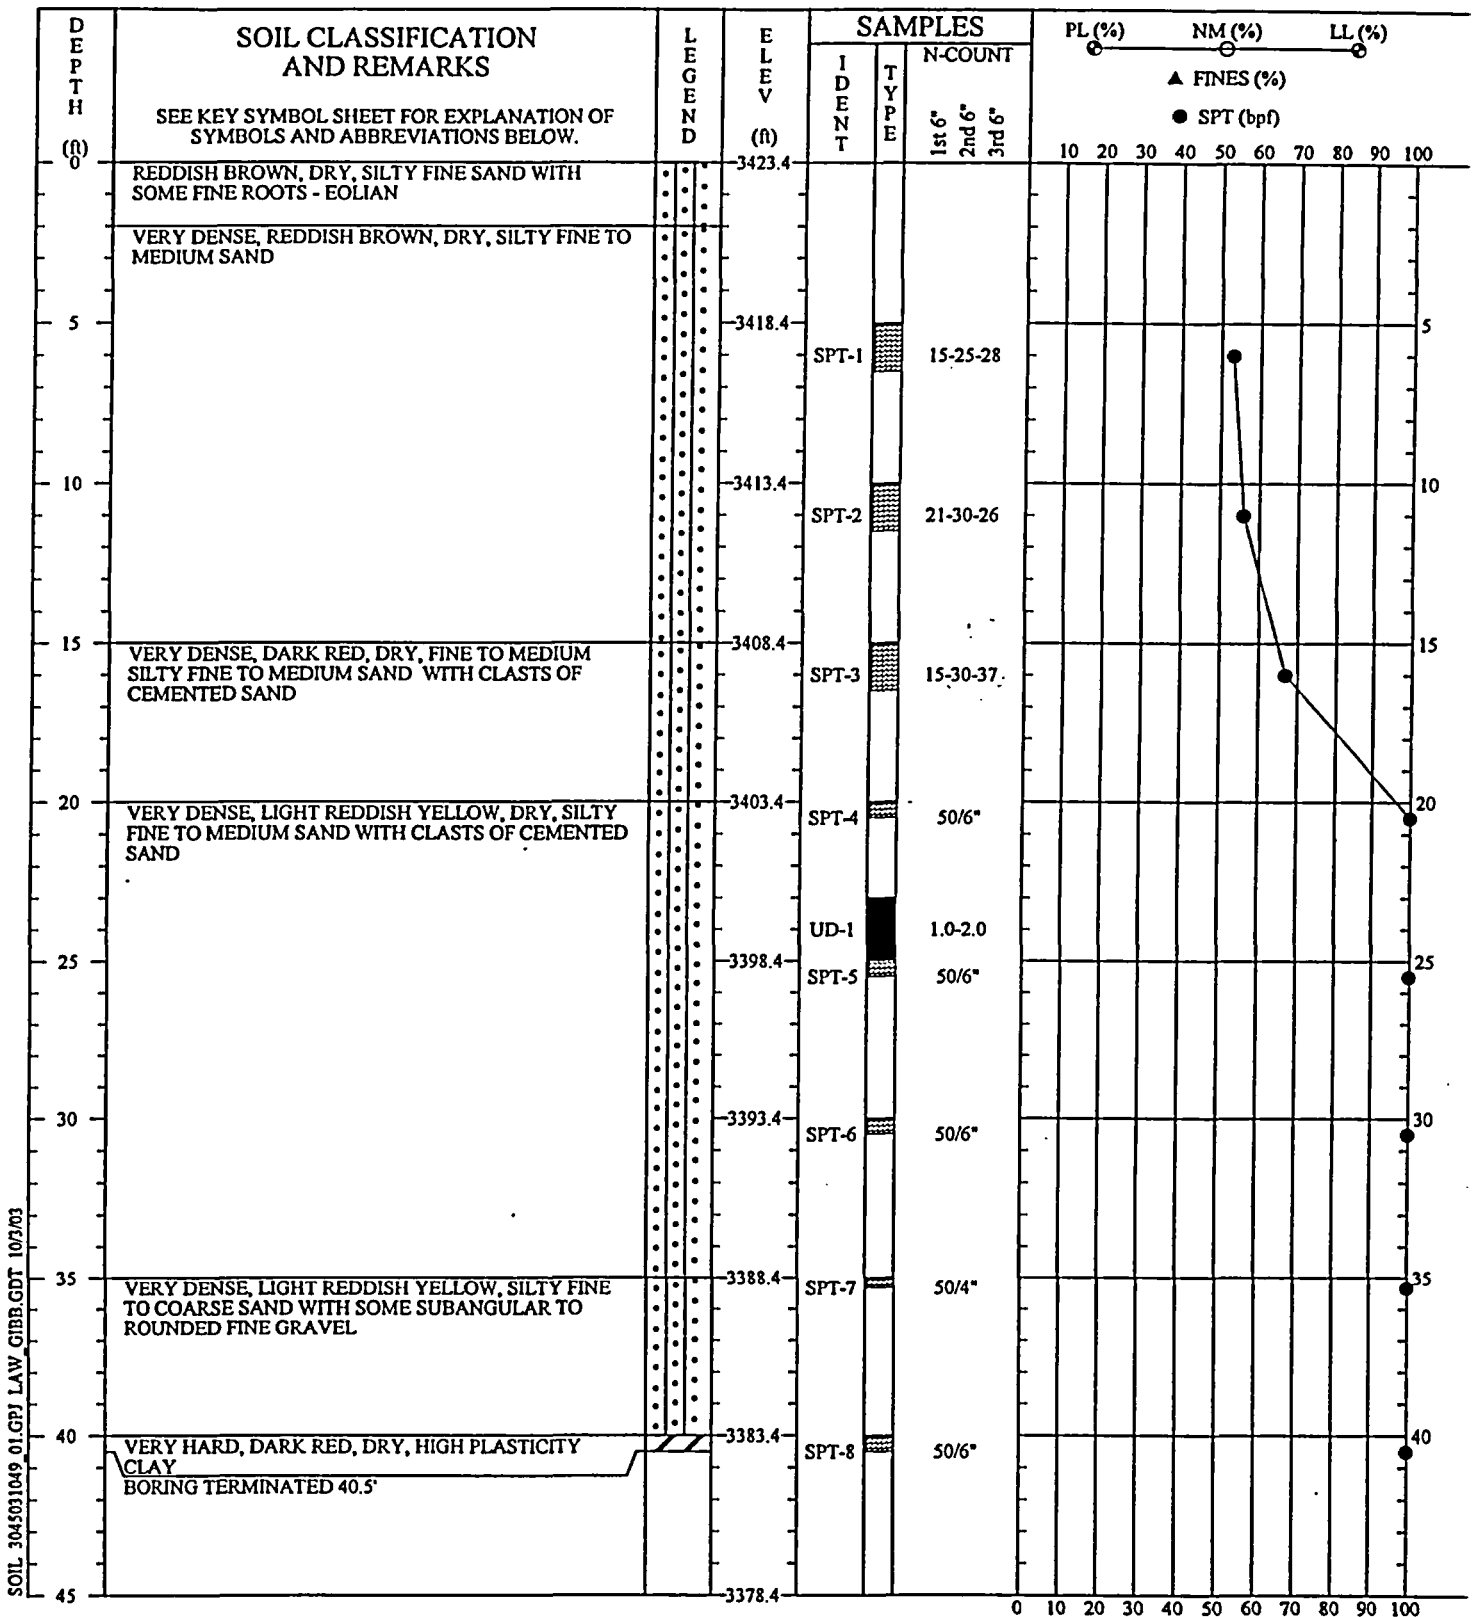 DEPTH
(ft)
SOIL CLASSIFICATION
AND REMARKS
SEE KEY SYMBOL SHEET FOR EXPLANATION OF
SYMBOLS AND ABBREVIATIONS BELOW.
LEGEND
ELEV
(ft)
SAMPLES
IDENT
TYPE
N-COUNT
1st 6"
2nd 6"
3rd 6"
PL (%) NM (%) LL (%)
▲ FINES (%)
● SPT (bpf)
10 20 30 40 50 60 70 80 90 100
0 3423.4
REDDISH BROWN, DRY, SILTY FINE SAND WITH
SOME FINE ROOTS - EOLIAN
VERY DENSE, REDDISH BROWN, DRY, SILTY FINE TO
MEDIUM SAND
5 3418.4 5
SPT-1 15-25-28
10 3413.4 10
SPT-2 21-30-26
15 3408.4 15
VERY DENSE, DARK RED, DRY, FINE TO MEDIUM
SILTY FINE TO MEDIUM SAND WITH CLASTS OF
CEMENTED SAND
SPT-3 15-30-37
20 3403.4 20
VERY DENSE, LIGHT REDDISH YELLOW, DRY, SILTY
FINE TO MEDIUM SAND WITH CLASTS OF CEMENTED
SAND
SPT-4 50/6"
UD-1 1.0-2.0
25 3398.4 25
SPT-5 50/6"
30 3393.4 30
SPT-6 50/6"
35 3388.4 35
VERY DENSE, LIGHT REDDISH YELLOW, SILTY FINE
TO COARSE SAND WITH SOME SUBANGULAR TO
ROUNDED FINE GRAVEL
SPT-7 50/4"
40 3383.4 40
VERY HARD, DARK RED, DRY, HIGH PLASTICITY
CLAY
SPT-8 50/6"
BORING TERMINATED 40.5'
45 3378.4
0 10 20 30 40 50 60 70 80 90 100
SOIL 3045031049_01.GPJ LAW_GIBB.GDT 10/3/03